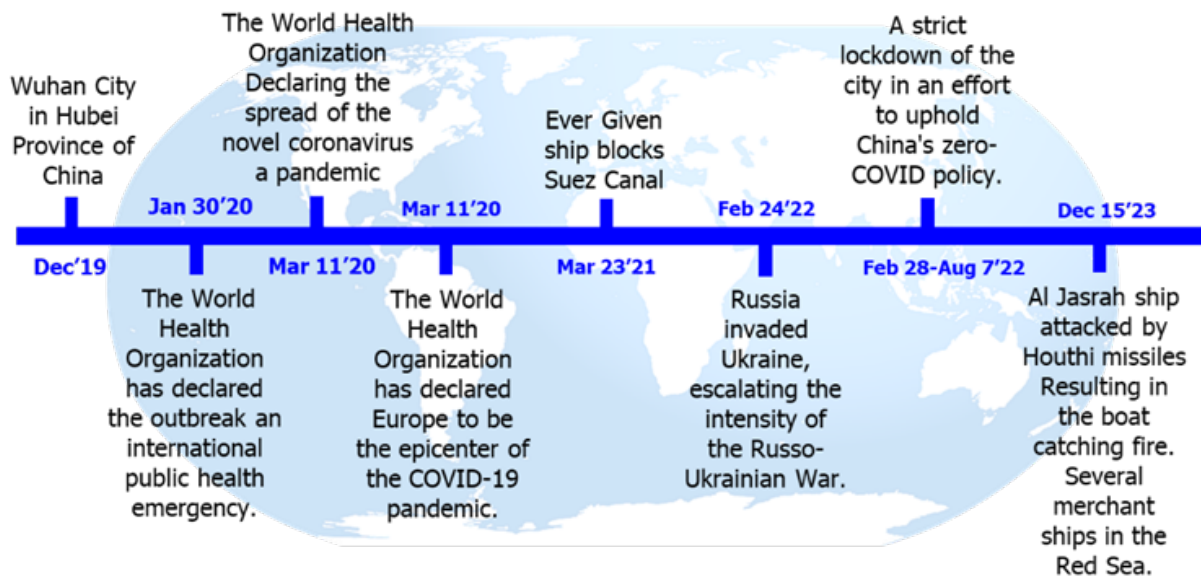 Wuhan City
in Hubei
Province of
China
Dec'19
Jan 30'20
The World
Health
Organization
has declared
the outbreak an
international
public health
emergency.
The World Health
Organization
Declaring the
spread of the
novel coronavirus
a pandemic
Mar 11'20
Mar 11'20
The World
Health
Organization
has declared
Europe to be
the epicenter of
the COVID-19
pandemic.
Ever Given
ship blocks
Suez Canal
Mar 23'21
Feb 24'22
Russia
invaded
Ukraine,
escalating the
intensity of
the Russo-
Ukrainian War.
A strict
lockdown of the
city in an effort
to uphold
China's zero-
COVID policy.
Feb 28-Aug 7'22
Dec 15'23
Al Jasrah ship
attacked by
Houthi missiles
Resulting in
the boat
catching fire.
Several
merchant
ships in the
Red Sea.